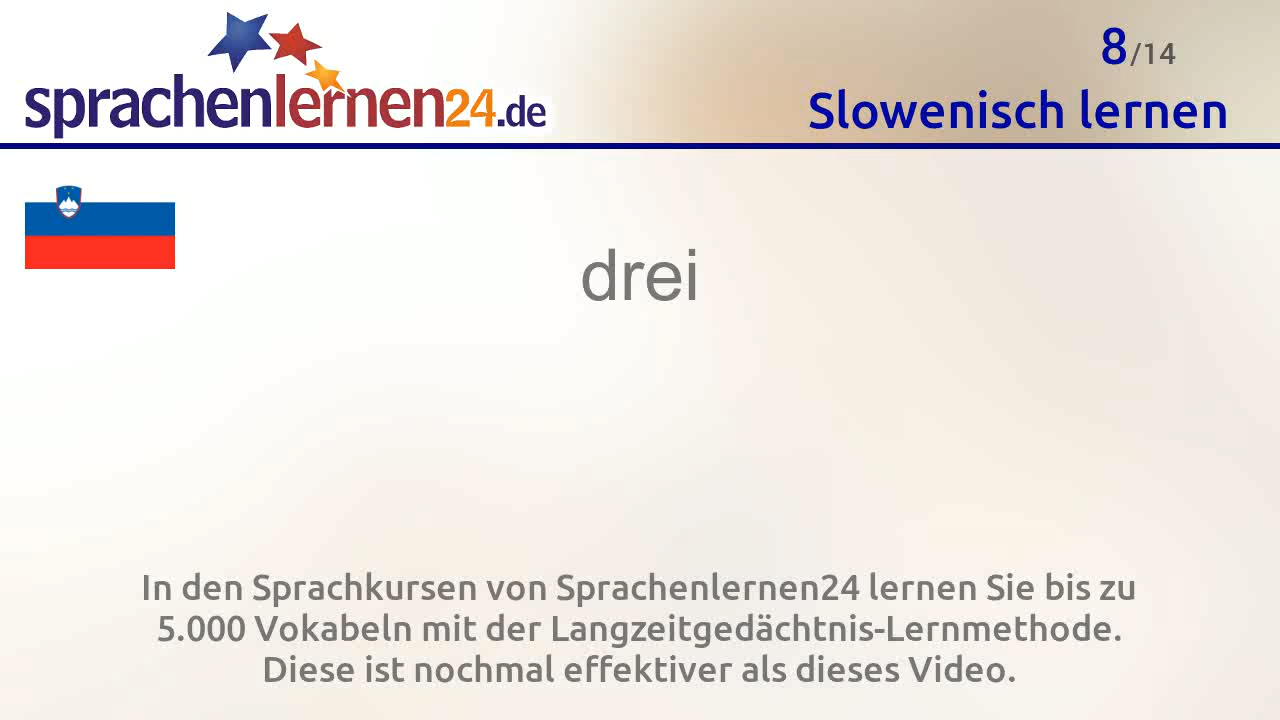 sprachenlernen24.de
8/14
Slowenisch lernen
drei
In den Sprachkursen von Sprachenlernen24 lernen Sie bis zu
5.000 Vokabeln mit der Langzeitgedächtnis-Lernmethode.
Diese ist nochmal effektiver als dieses Video.